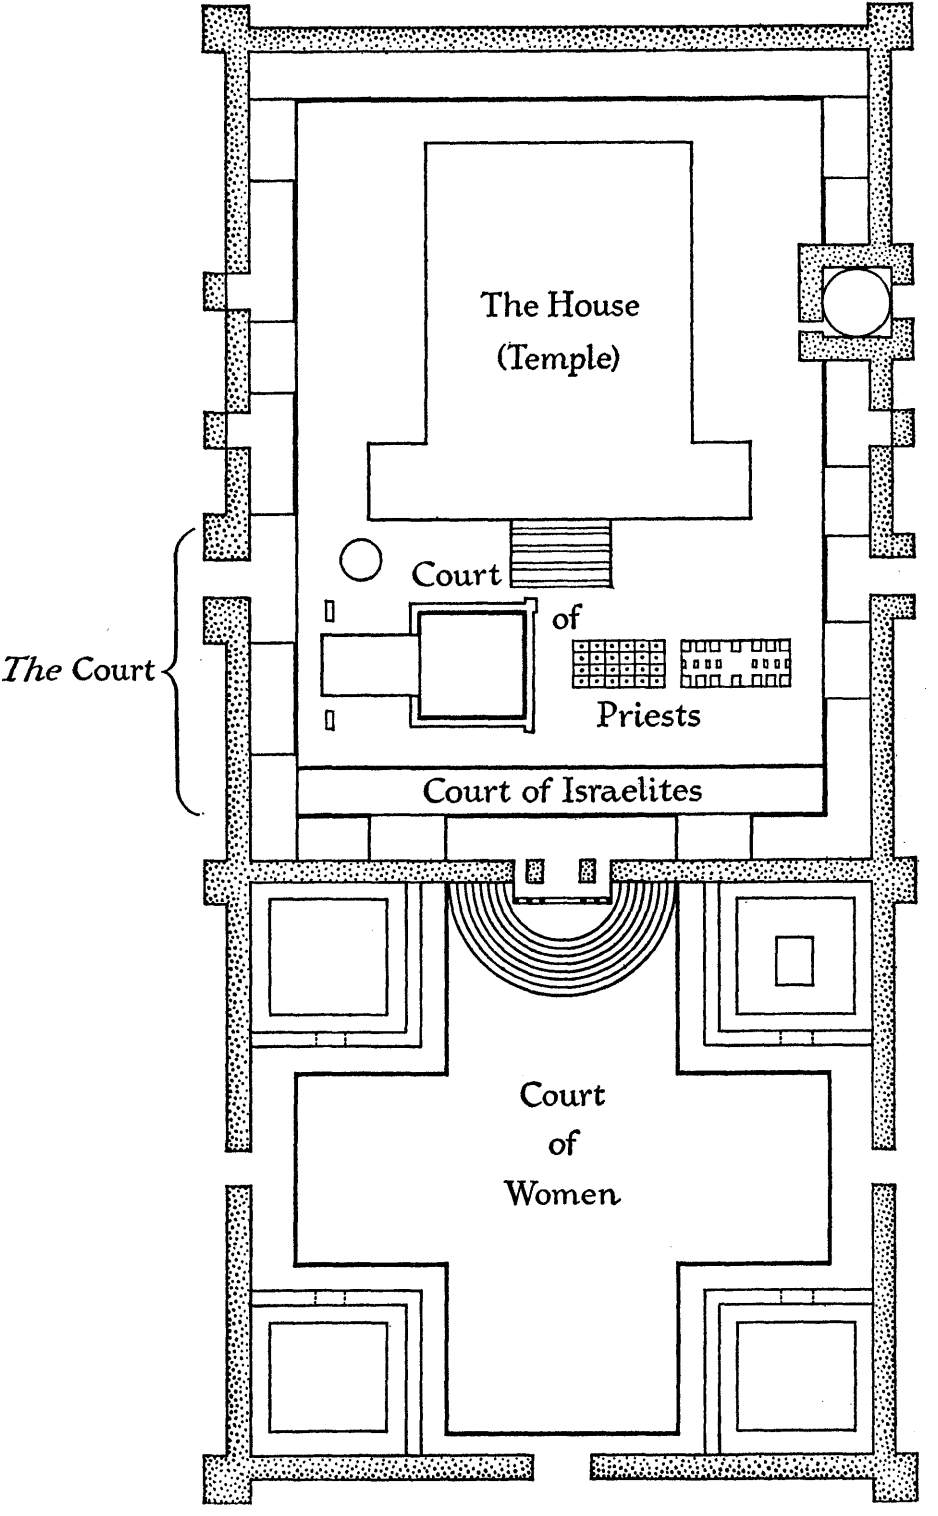 The House
(Temple)
Court
of
Priests
The Court
Court of Israelites
Court
of
Women